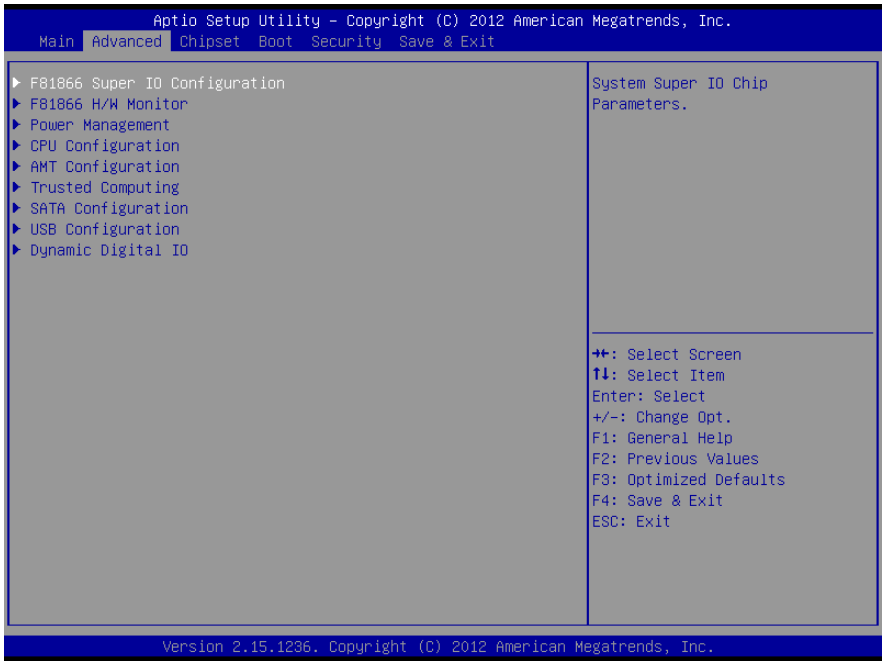 Aptio Setup Utility – Copyright (C) 2012 American Megatrends, Inc.
Main Advanced Chipset Boot Security Save & Exit
▶ F81866 Super IO Configuration
▶ F81866 H/W Monitor
▶ Power Management
▶ CPU Configuration
▶ AMT Configuration
▶ Trusted Computing
▶ SATA Configuration
▶ USB Configuration
▶ Dynamic Digital IO
System Super IO Chip
Parameters.
→←: Select Screen
↑↓: Select Item
Enter: Select
+/-: Change Opt.
F1: General Help
F2: Previous Values
F3: Optimized Defaults
F4: Save & Exit
ESC: Exit
Version 2.15.1236. Copyright (C) 2012 American Megatrends, Inc.